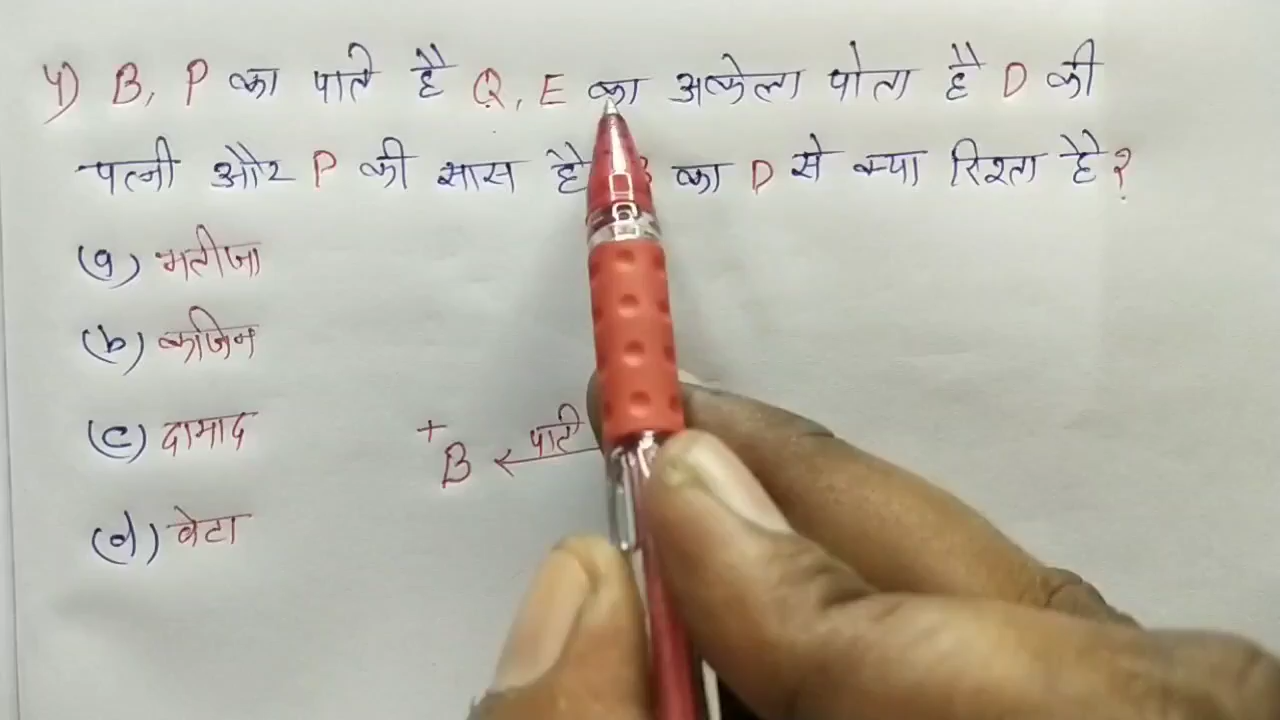 4) B, P का पति है Q, E का अकेला पोता है D की
पत्नी और P की सास है B का D से क्या रिश्ता है?
(a) भतीजा
(b) कजिन
(c) दामाद
(d) बेटा
+
B ← पति